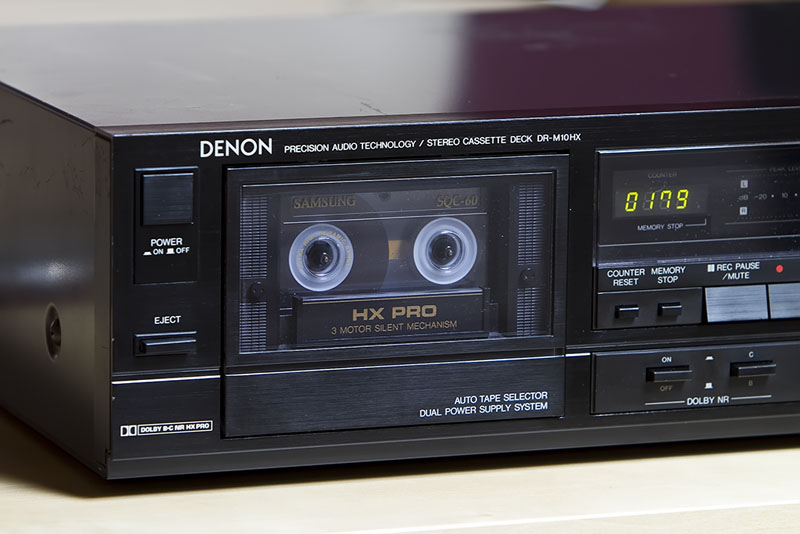 DENON PRECISION AUDIO TECHNOLOGY / STEREO CASSETTE DECK DR-M10HX
POWER
ON OFF
EJECT
DOLBY B·C NR HX PRO
SAMSUNG SQC-60
HX PRO
3 MOTOR SILENT MECHANISM
AUTO TAPE SELECTOR
DUAL POWER SUPPLY SYSTEM
COUNTER
0179
MEMORY STOP
L
dB -20 · 10
R
COUNTER RESET
MEMORY STOP
REC PAUSE
/MUTE
ON
OFF
C
B
DOLBY NR